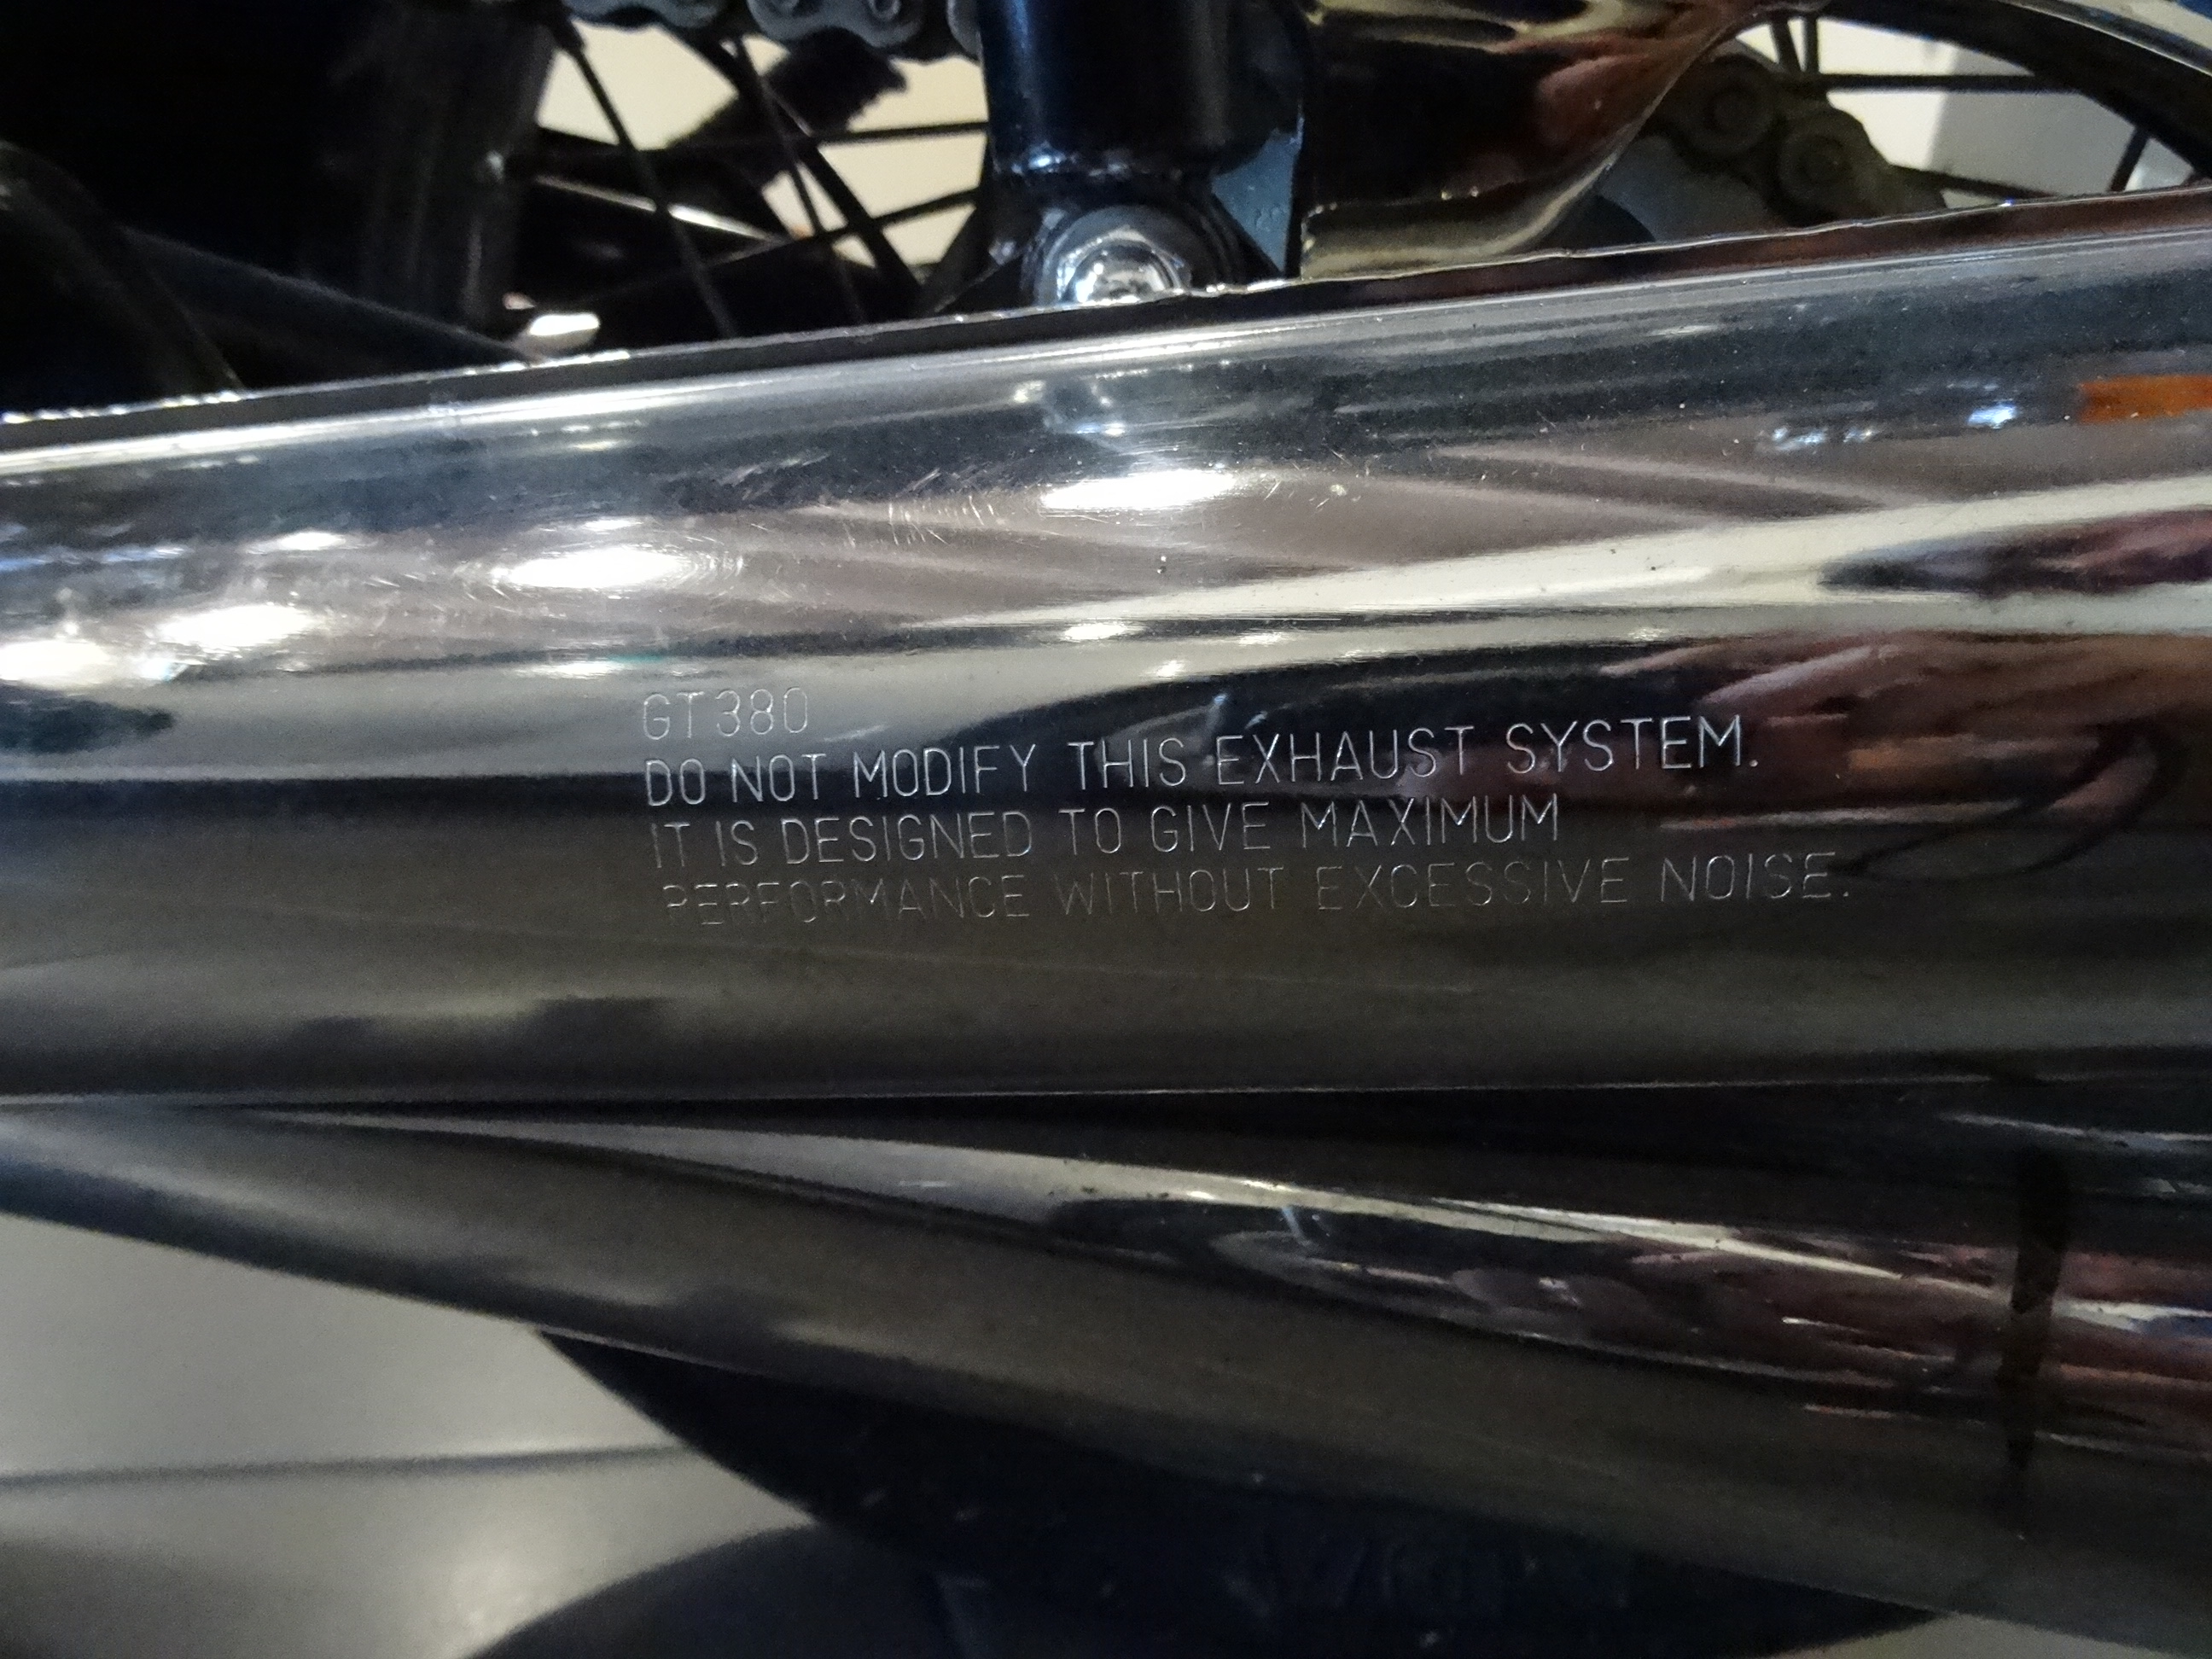 GT380
DO NOT MODIFY THIS EXHAUST SYSTEM.
IT IS DESIGNED TO GIVE MAXIMUM
PERFORMANCE WITHOUT EXCESSIVE NOISE.